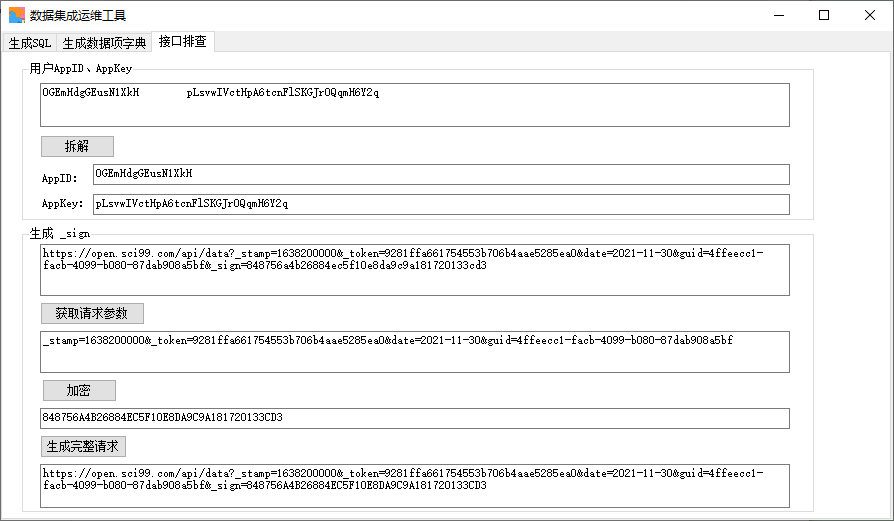 数据集成运维工具
生成SQL 生成数据项字典 接口排查
用户AppID、AppKey
OGEmHdgGEusN1XkH pLsvwIVctHpA6tcnFlSKGJrOQqmH6Y2q
拆解
AppID: OGEmHdgGEusN1XkH
AppKey: pLsvwIVctHpA6tcnFlSKGJrOQqmH6Y2q
生成 _sign
https://open.sci99.com/api/data?_stamp=1638200000&_token=9281ffa661754553b706b4aae5285ea0&date=2021-11-30&guid=4ffeecc1-
facb-4099-b080-87dab908a5bf&_sign=848756a4b26884ec5f10e8da9c9a181720133cd3
获取请求参数
_stamp=1638200000&_token=9281ffa661754553b706b4aae5285ea0&date=2021-11-30&guid=4ffeecc1-facb-4099-b080-87dab908a5bf
加密
848756A4B26884EC5F10E8DA9C9A181720133CD3
生成完整请求
https://open.sci99.com/api/data?_stamp=1638200000&_token=9281ffa661754553b706b4aae5285ea0&date=2021-11-30&guid=4ffeecc1-
facb-4099-b080-87dab908a5bf&_sign=848756A4B26884EC5F10E8DA9C9A181720133CD3